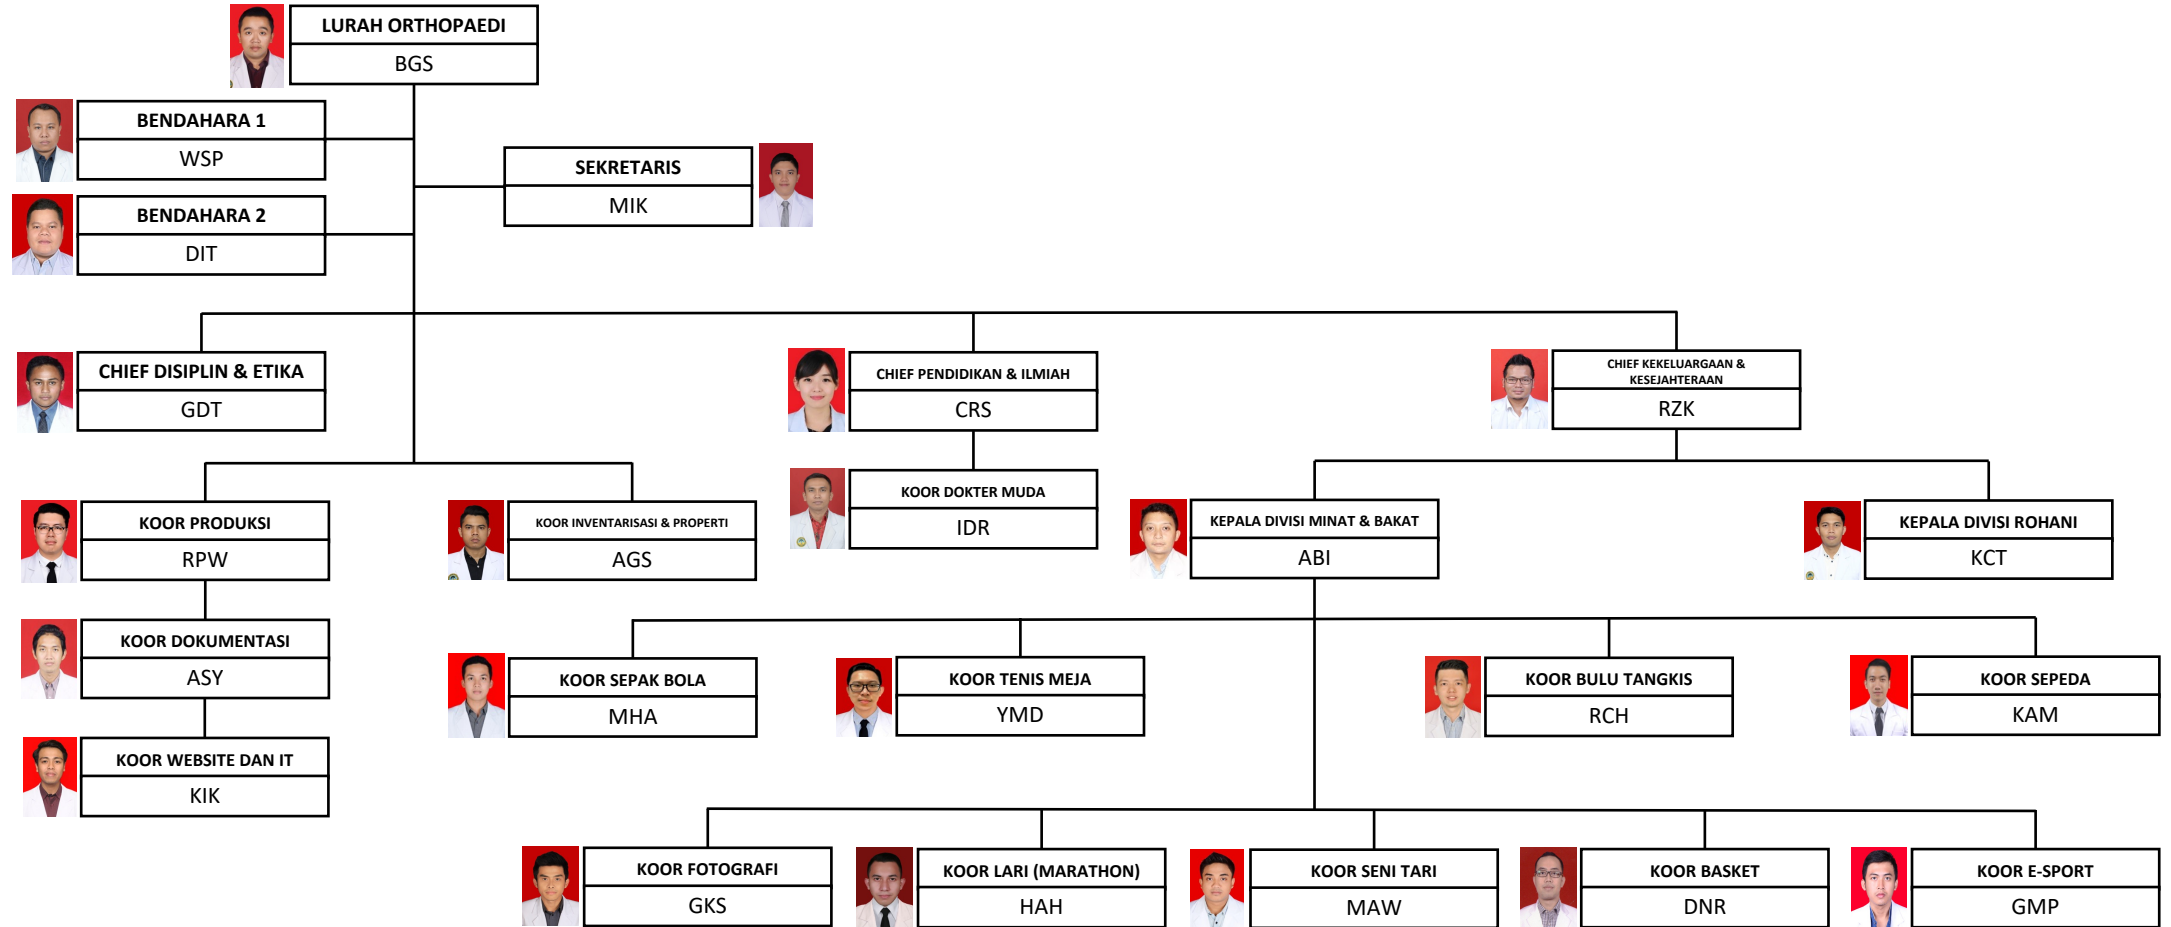 LURAH ORTHOPAEDI
BGS
BENDAHARA 1
WSP
SEKRETARIS
MIK
BENDAHARA 2
DIT
CHIEF DISIPLIN & ETIKA
GDT
CHIEF PENDIDIKAN & ILMIAH
CRS
CHIEF KEKELUARGAAN &
KESEJAHTERAAN
RZK
KOOR DOKTER MUDA
IDR
KOOR PRODUKSI
RPW
KOOR INVENTARISASI & PROPERTI
AGS
KEPALA DIVISI MINAT & BAKAT
ABI
KEPALA DIVISI ROHANI
KCT
KOOR DOKUMENTASI
ASY
KOOR SEPAK BOLA
MHA
KOOR TENIS MEJA
YMD
KOOR BULU TANGKIS
RCH
KOOR SEPEDA
KAM
KOOR WEBSITE DAN IT
KIK
KOOR FOTOGRAFI
GKS
KOOR LARI (MARATHON)
HAH
KOOR SENI TARI
MAW
KOOR BASKET
DNR
KOOR E-SPORT
GMP